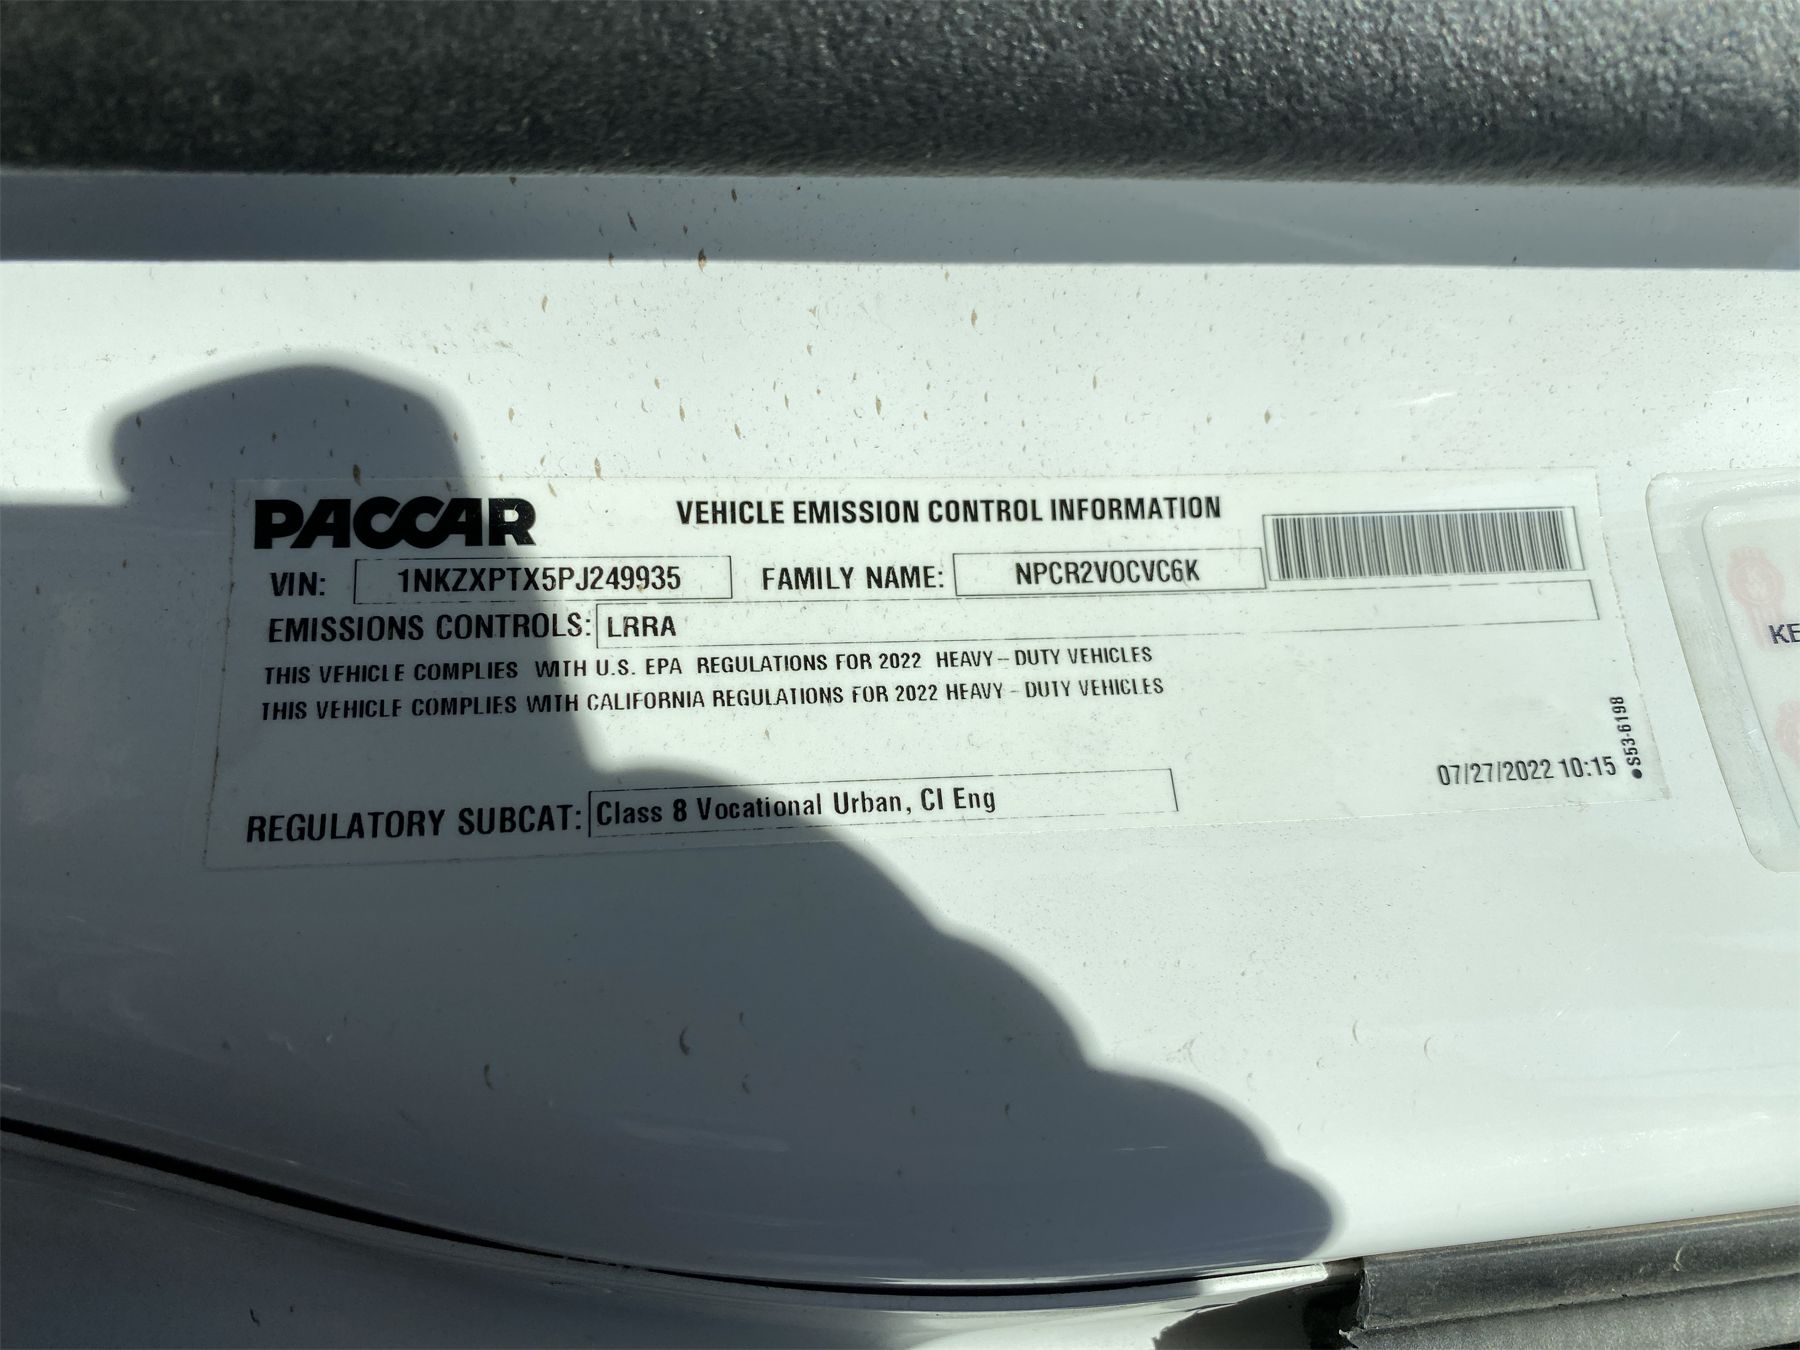 PACCAR
VEHICLE EMISSION CONTROL INFORMATION
VIN: 1NKZXPTX5PJ249935 FAMILY NAME: NPCR2VOCVC6K
EMISSIONS CONTROLS: LRRA
THIS VEHICLE COMPLIES WITH U.S. EPA REGULATIONS FOR 2022 HEAVY-DUTY VEHICLES
THIS VEHICLE COMPLIES WITH CALIFORNIA REGULATIONS FOR 2022 HEAVY-DUTY VEHICLES
REGULATORY SUBCAT: Class 8 Vocational Urban, CI Eng
07/27/2022 10:15
●S53-6198
KE